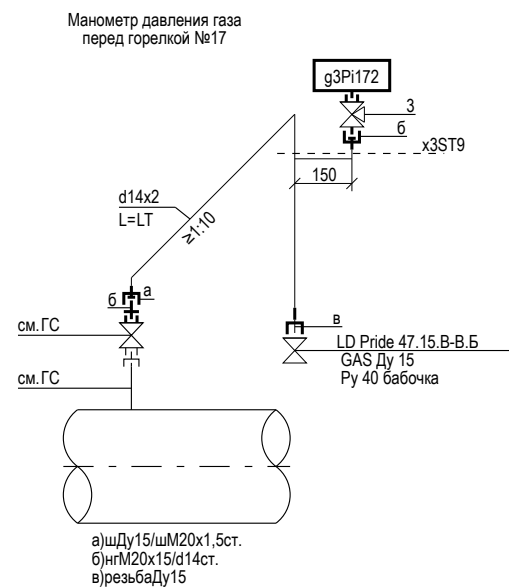 Манометр давления газа
перед горелкой №17
g3Pi172
3
б
x3ST9
150
d14x2
L=LT
≥1:10
а
б
см.ГС
см.ГС
в
LD Pride 47.15.В-В.Б
GAS Ду 15
Ру 40 бабочка
а)шДу15/шМ20х1,5ст.
б)нгМ20х15/d14ст.
в)резьбаДу15